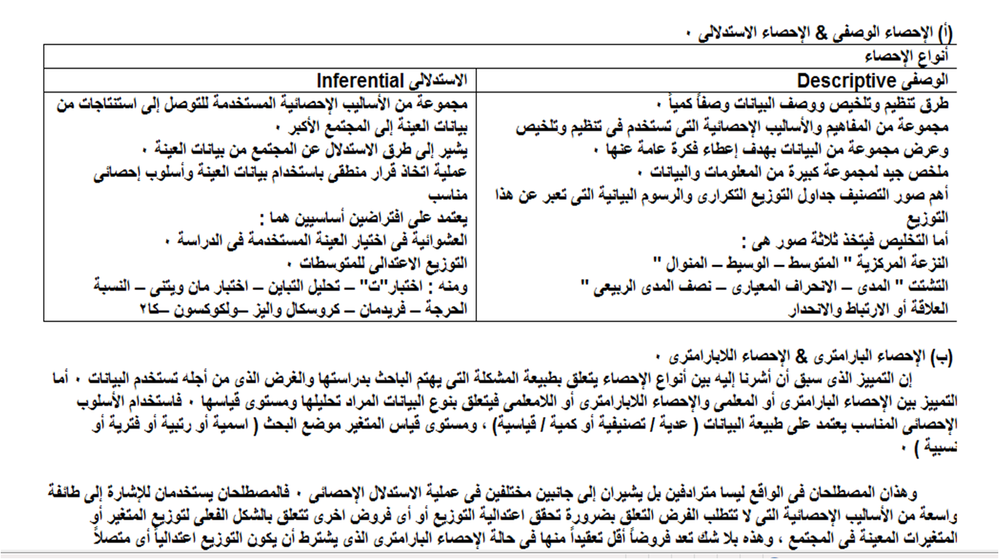 (أ) الإحصاء الوصفى & الإحصاء الاستدلالى ٠
أنواع الإحصاء
الوصفى Descriptive
طرق تنظيم وتلخيص ووصف البيانات وصفاً كمياً ٠
مجموعة من المفاهيم والأساليب الإحصائية التى تستخدم فى تنظيم وتلخيص
وعرض مجموعة من البيانات بهدف إعطاء فكرة عامة عنها ٠
ملخص جيد لمجموعة كبيرة من المعلومات والبيانات ٠
أهم صور التصنيف جداول التوزيع التكرارى والرسوم البيانية التى تعبر عن هذا
التوزيع
أما التخليص فيتخذ ثلاثة صور هى :
النزعة المركزية " المتوسط – الوسيط – المنوال "
التشتت " المدى – الانحراف المعيارى – نصف المدى الربيعى "
العلاقة أو الارتباط والانحدار
الاستدلالى Inferential
مجموعة من الأساليب الإحصائية المستخدمة للتوصل إلى استنتاجات من
بيانات العينة إلى المجتمع الأكبر ٠
يشير إلى طرق الاستدلال عن المجتمع من بيانات العينة ٠
عملية اتخاذ قرار منطقى باستخدام بيانات العينة وأسلوب إحصائى
مناسب
يعتمد على افتراضين أساسيين هما :
العشوائية فى اختيار العينة المستخدمة فى الدراسة ٠
التوزيع الاعتدالى للمتوسطات ٠
ومنه : اختبار"ت" – تحليل التباين – اختبار مان ويتنى – النسبة
الحرجة – فريدمان – كروسكال واليز –ولكوكسون –كا٢
(ب) الإحصاء البارامترى & الإحصاء اللابارامترى ٠
إن التمييز الذى سبق أن أشرنا إليه بين أنواع الإحصاء يتعلق بطبيعة المشكلة التى يهتم الباحث بدراستها والغرض الذى من أجله تستخدم البيانات ٠ أما
التمييز بين الإحصاء البارامترى أو المعلمى والإحصاء اللابارامترى أو اللامعلمى فيتعلق بنوع البيانات المراد تحليلها ومستوى قياسها ٠ فاستخدام الأسلوب
الإحصائى المناسب يعتمد على طبيعة البيانات ( عدية / تصنيفية أو كمية / قياسية) ، ومستوى قياس المتغير موضع البحث ( اسمية أو رتبية أو فترية أو
نسبية ) ٠
وهذان المصطلحان فى الواقع ليسا مترادفين بل يشيران إلى جانبين مختلفين فى عملية الاستدلال الإحصائى ٠ فالمصطلحان يستخدمان للإشارة إلى طائفة
واسعة من الأساليب الإحصائية التى لا تتطلب الفرض التعلق بضرورة تحقق اعتدالية التوزيع أو أى فروض اخرى تتعلق بالشكل الفعلى لتوزيع المتغير أو
المتغيرات المعينة فى المجتمع ، وهذه بلا شك تعد فروضاً أقل تعقيداً منها فى حالة الإحصاء البارامترى الذى يشترط أن يكون التوزيع اعتدالياً أى متصلاً